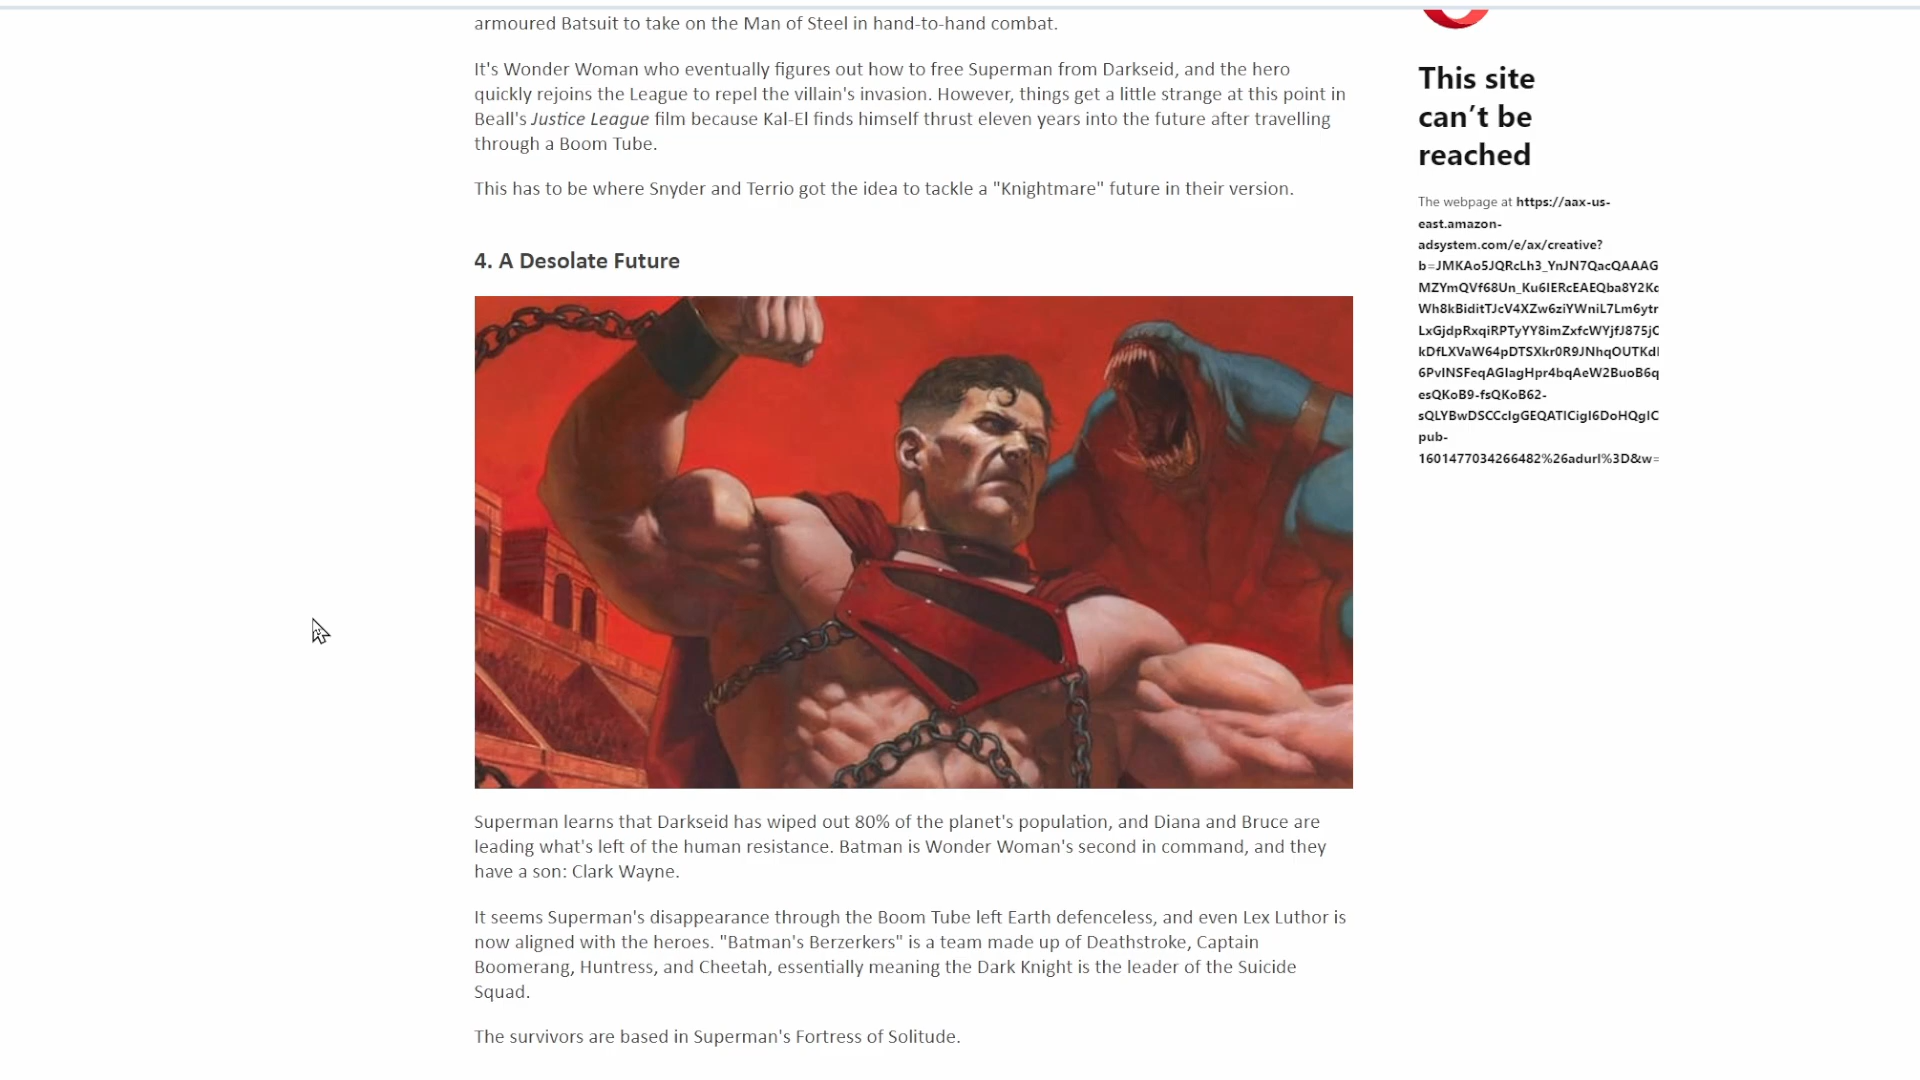 armoured Batsuit to take on the Man of Steel in hand-to-hand combat.
It's Wonder Woman who eventually figures out how to free Superman from Darkseid, and the hero
quickly rejoins the League to repel the villain's invasion. However, things get a little strange at this point in
Beall's Justice League film because Kal-El finds himself thrust eleven years into the future after travelling
through a Boom Tube.
This has to be where Snyder and Terrio got the idea to tackle a "Knightmare" future in their version.
4. A Desolate Future
Superman learns that Darkseid has wiped out 80% of the planet's population, and Diana and Bruce are
leading what's left of the human resistance. Batman is Wonder Woman's second in command, and they
have a son: Clark Wayne.
It seems Superman's disappearance through the Boom Tube left Earth defenceless, and even Lex Luthor is
now aligned with the heroes. "Batman's Berzerkers" is a team made up of Deathstroke, Captain
Boomerang, Huntress, and Cheetah, essentially meaning the Dark Knight is the leader of the Suicide
Squad.
The survivors are based in Superman's Fortress of Solitude.
This site
can’t be
reached
The webpage at https://aax-us-
east.amazon-
adsystem.com/e/ax/creative?
b=JMKAo5JQRcLh3_YnJN7QacQAAAG
esQKoB9-fsQKoB62-
pub-
1601477034266482%26adurl%3D&w=